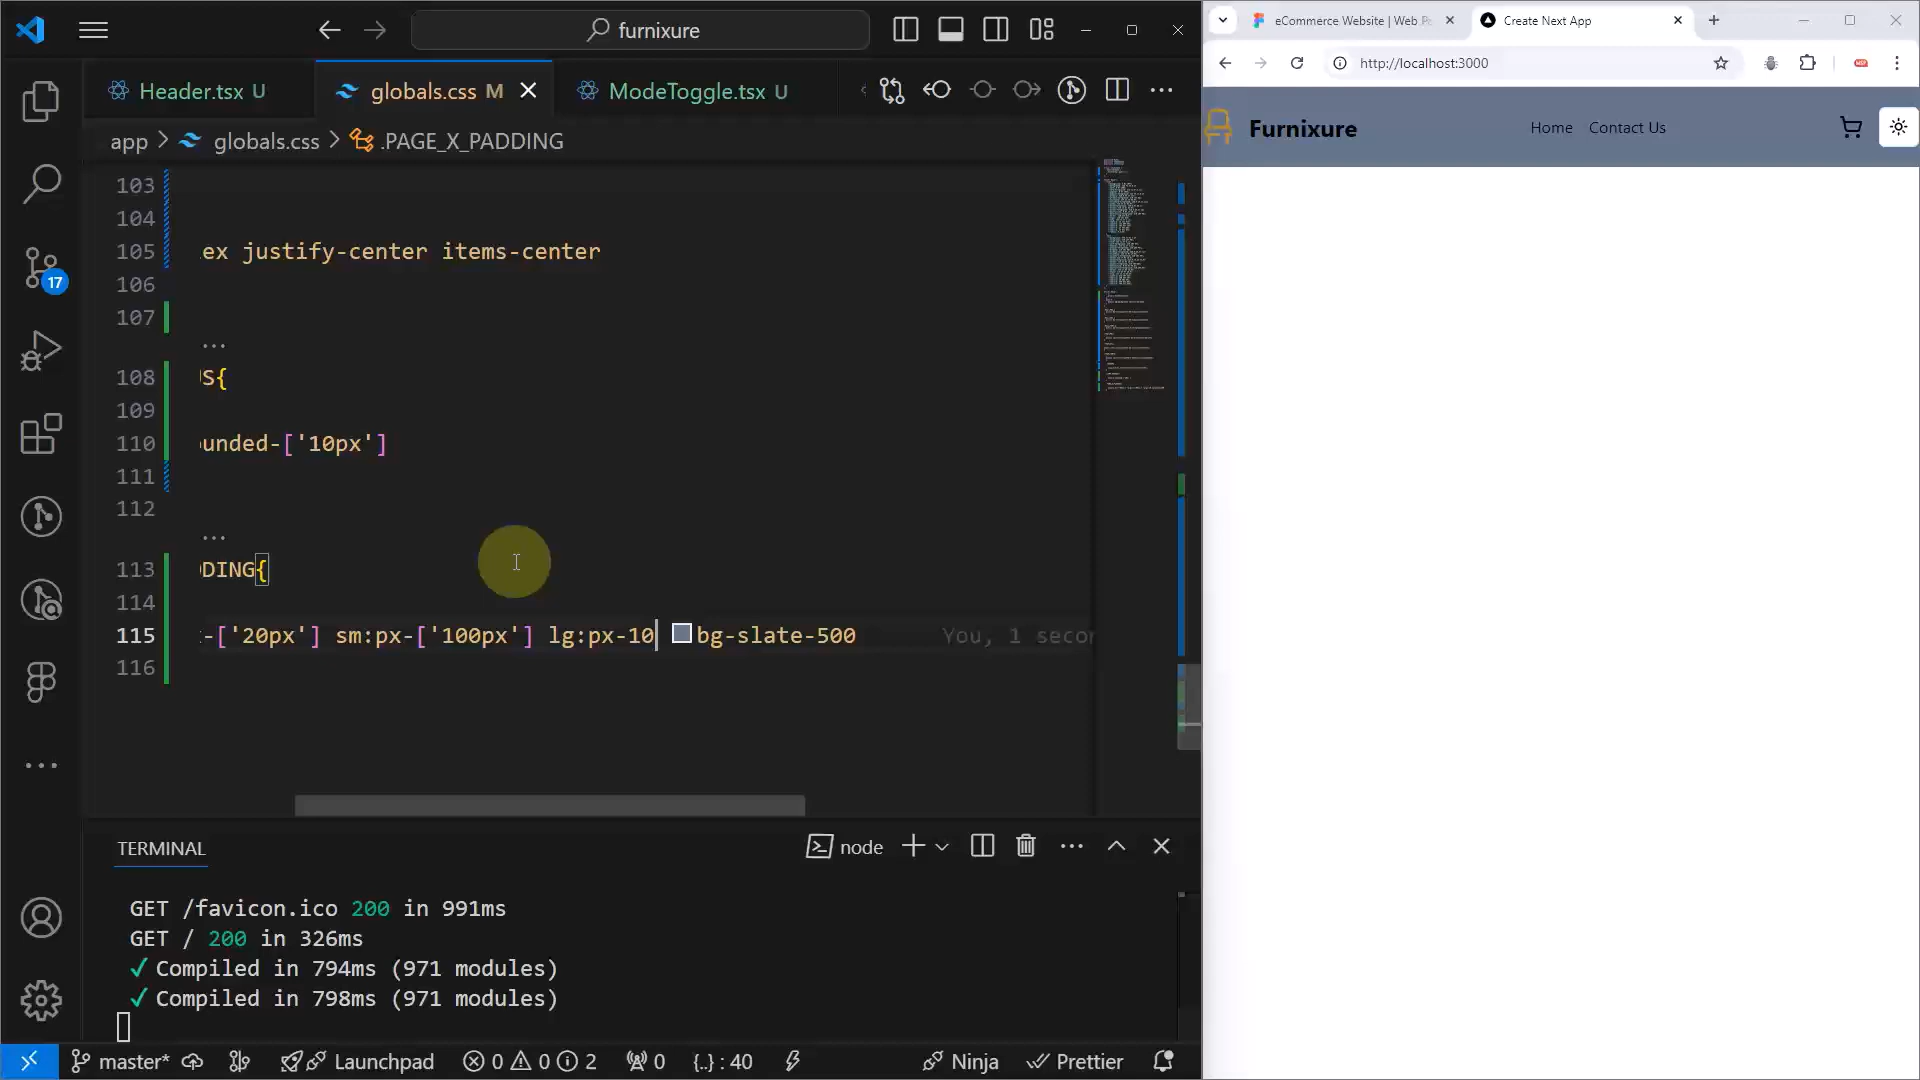 furnixure
Header.tsx U
globals.css M
ModeToggle.tsx U
app > globals.css > .PAGE_X_PADDING
103
104
105 ex justify-center items-center
106
107
...
108 S{
109
110 unded-['10px']
111
112
...
113 DING{
114
115 -['20px'] sm:px-['100px'] lg:px-10 bg-slate-500 You, 1 secon
116
17
TERMINAL
node
GET /favicon.ico 200 in 991ms
GET / 200 in 326ms
✓ Compiled in 794ms (971 modules)
✓ Compiled in 798ms (971 modules)
master* Launchpad 0 0 2 0 {..} : 40 Ninja Prettier
eCommerce Website | Web P
Create Next App
http://localhost:3000
Furnixure
Home Contact Us